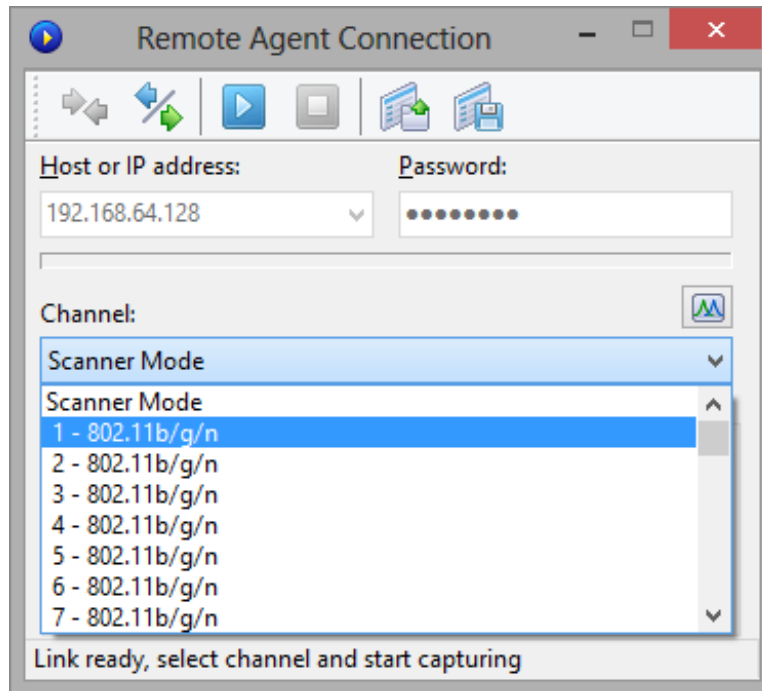 Remote Agent Connection
Host or IP address: Password:
192.168.64.128 ●●●●●●●●
Channel:
Scanner Mode
Scanner Mode
1 - 802.11b/g/n
2 - 802.11b/g/n
3 - 802.11b/g/n
4 - 802.11b/g/n
5 - 802.11b/g/n
6 - 802.11b/g/n
7 - 802.11b/g/n
Link ready, select channel and start capturing